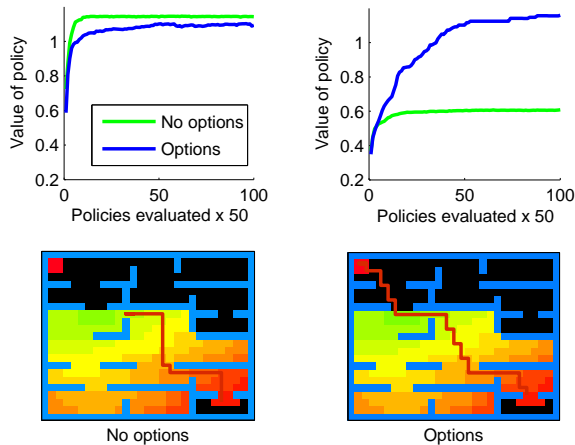 Value of policy
1
0.8
0.6
0.4
0.2
No options
Options
0 50 100
Policies evaluated x 50
Value of policy
1
0.8
0.6
0.4
0.2
0 50 100
Policies evaluated x 50
No options
Options